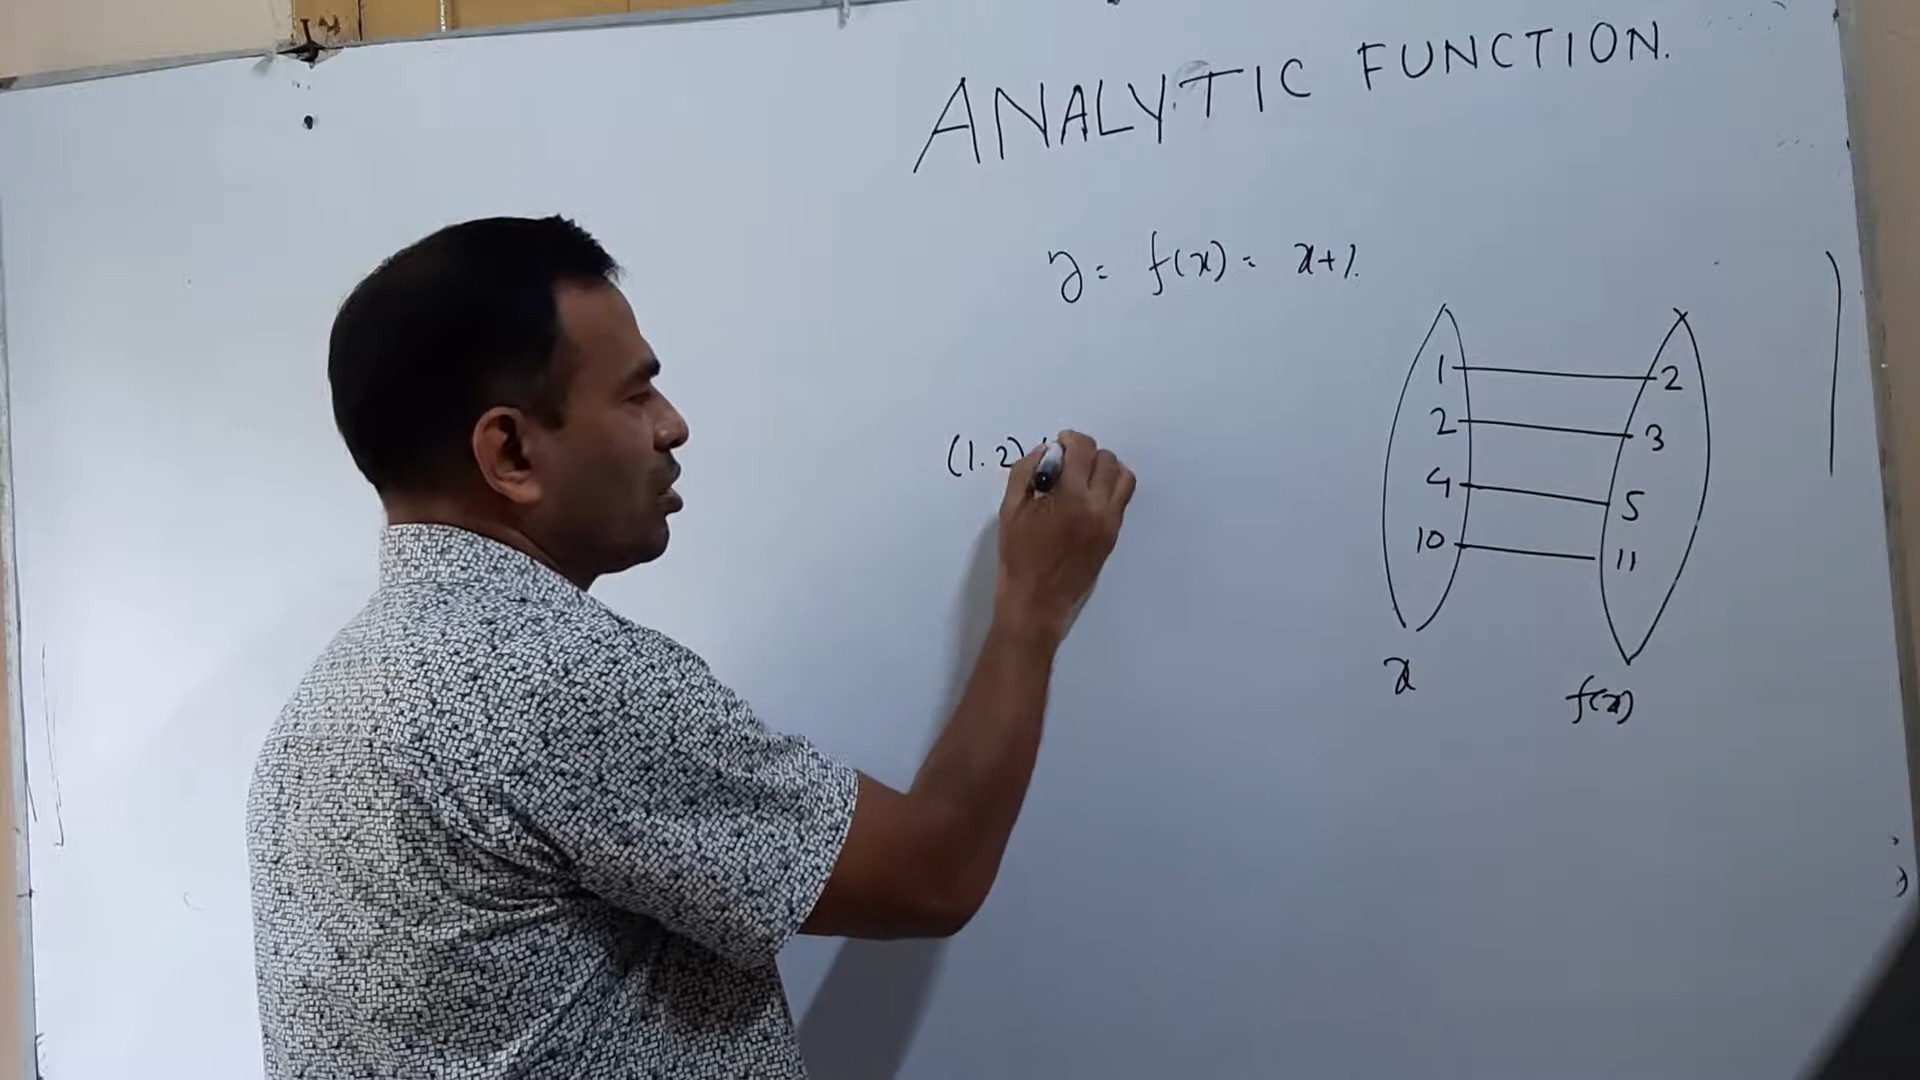 ANALYTIC FUNCTION.
y = f(x) = x+1.
1 2
2 3
4 5
(1.2)
10 11
x f(x)